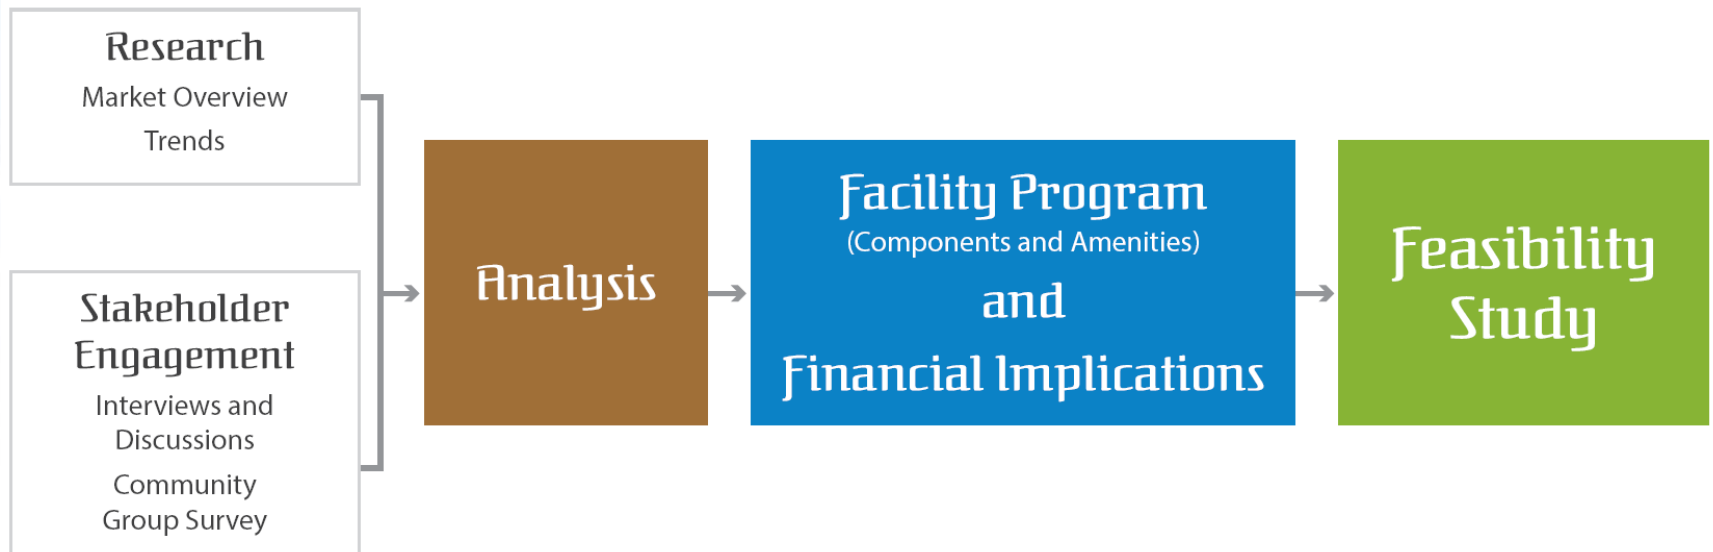 Research
Market Overview
Trends
Stakeholder
Engagement
Interviews and
Discussions
Community
Group Survey
Analysis
Facility Program
(Components and Amenities)
and
Financial Implications
Feasibility
Study